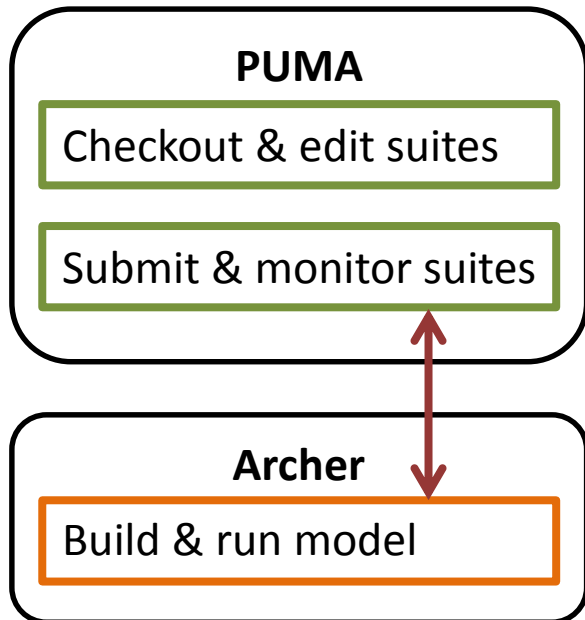 PUMA
Checkout & edit suites
Submit & monitor suites
Archer
Build & run model